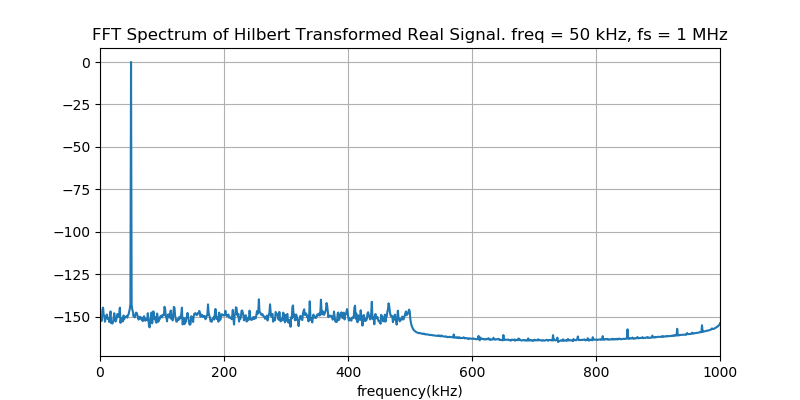 FFT Spectrum of Hilbert Transformed Real Signal. freq = 50 kHz, fs = 1 MHz
0
−25
−50
−75
−100
−125
−150
0 200 400 600 800 1000
frequency(kHz)